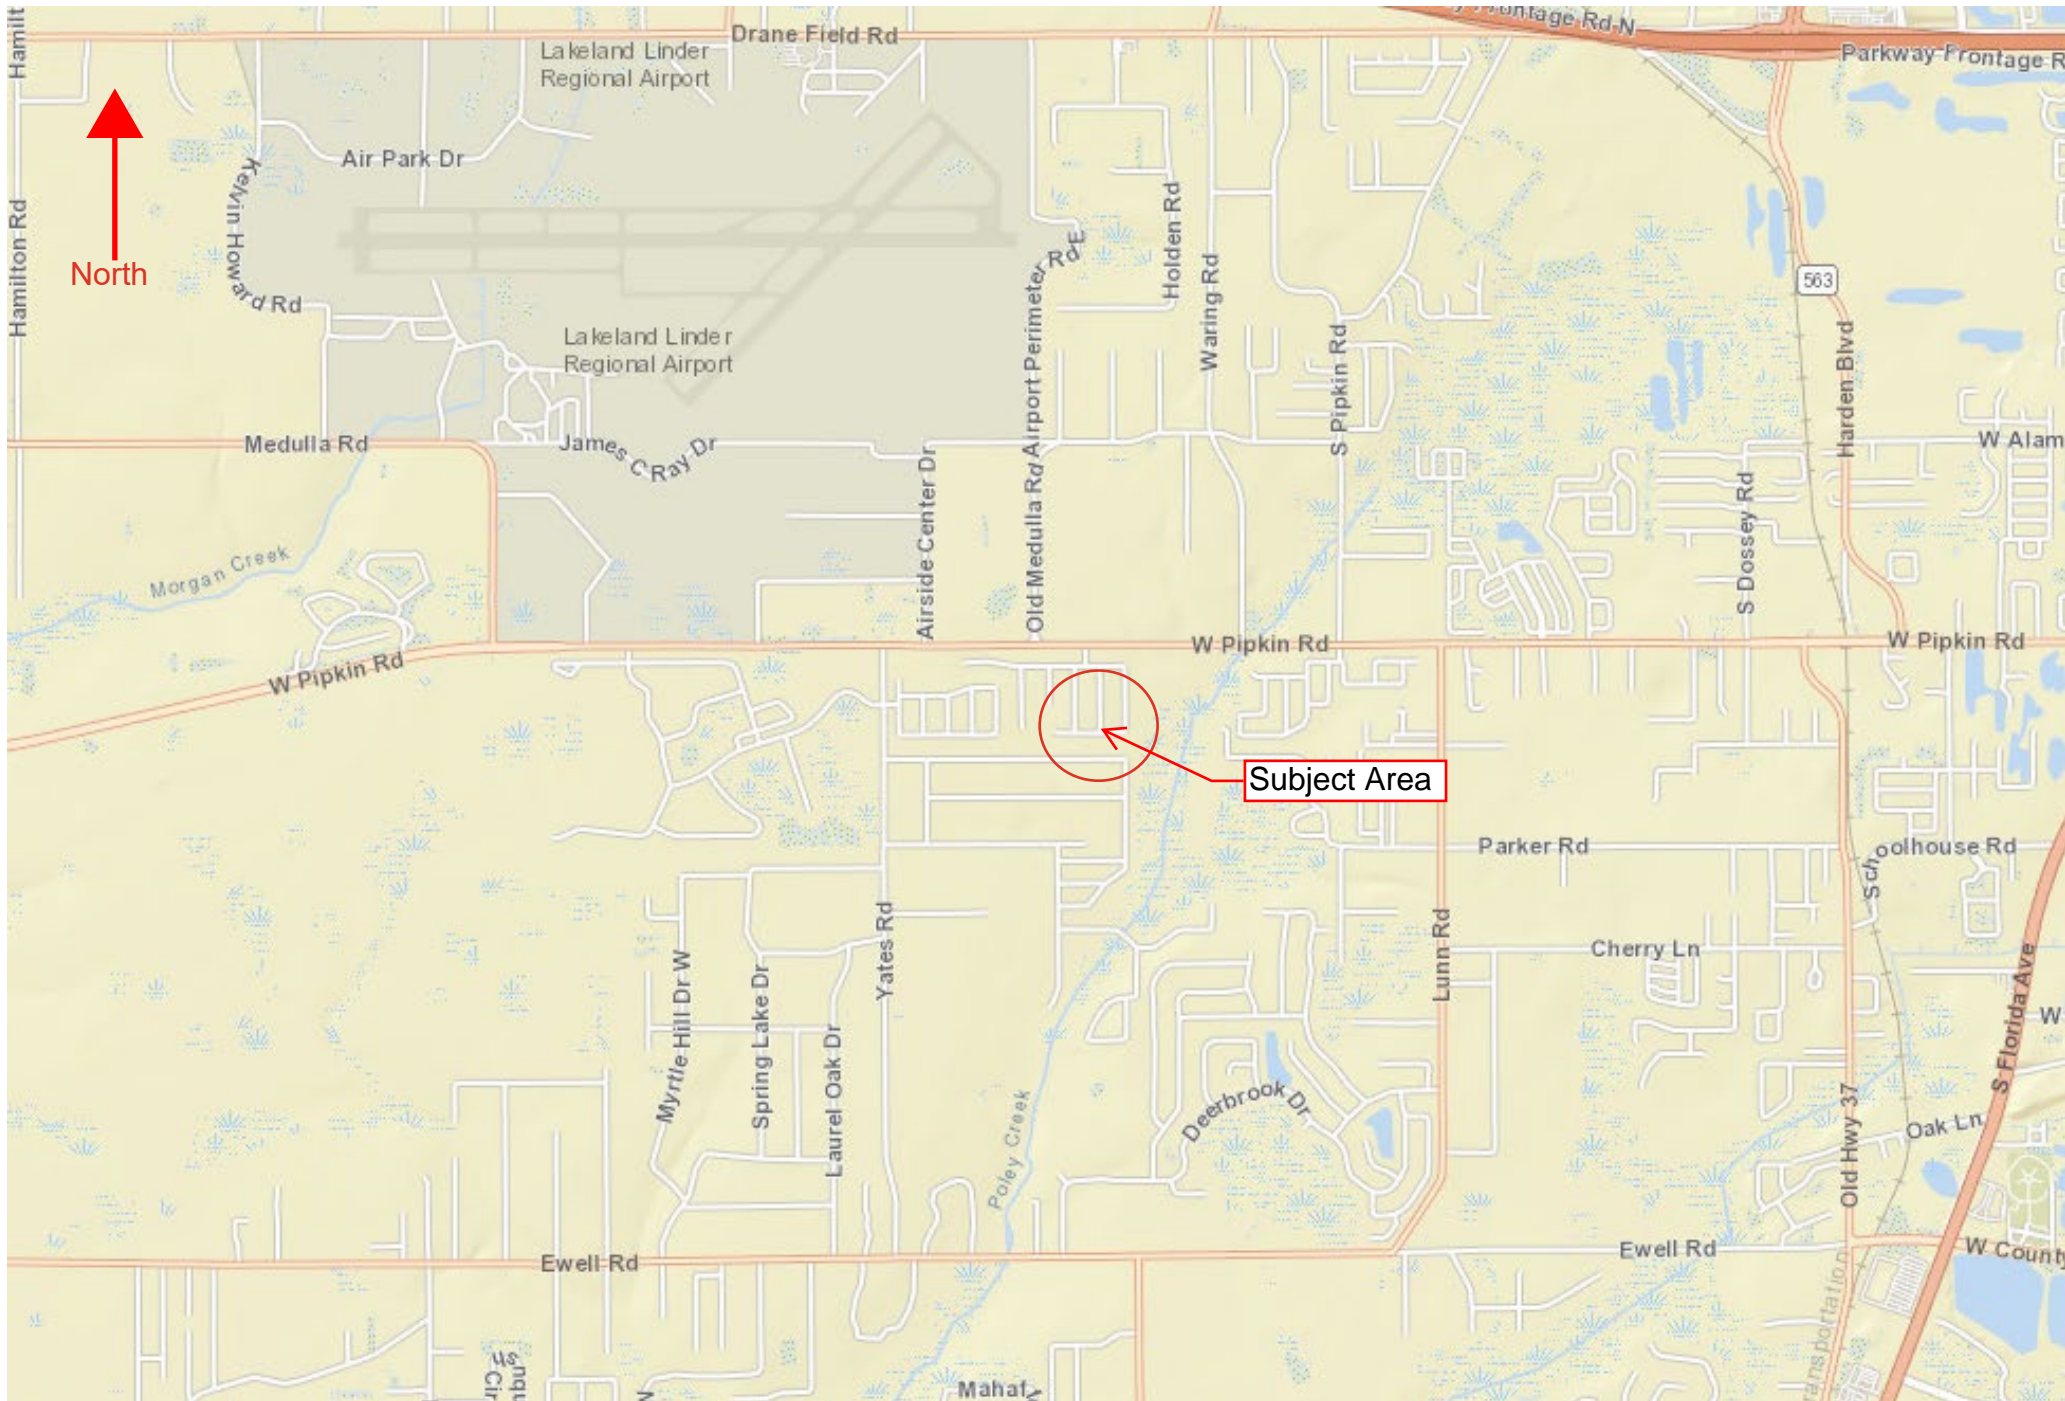 Hamilt
Drane Field Rd
Frontage Rd N
Parkway Frontage R
Lakeland Linder
Regional Airport
Air Park Dr
Kelvin Howard Rd
North
Hamilton Rd
Holden Rd
Waring Rd
563
Lakeland Linder
Regional Airport
Airport Perimeter Rd E
S Pipkin Rd
Harden Blvd
Medulla Rd
James C Ray Dr
W Alam
Airside Center Dr
Old Medulla Rd
S Dossey Rd
Morgan Creek
W Pipkin Rd
W Pipkin Rd
W Pipkin Rd
Subject Area
Parker Rd
Schoolhouse Rd
Yates Rd
Lunn Rd
Cherry Ln
Myrtle Hill Dr W
Spring Lake Dr
Laurel Oak Dr
S Florida Ave
W
Deerbrook Dr
Poley Creek
Old Hwy 37
Oak Ln
Ewell Rd
Ewell Rd
W County
ransportation
Mahaf